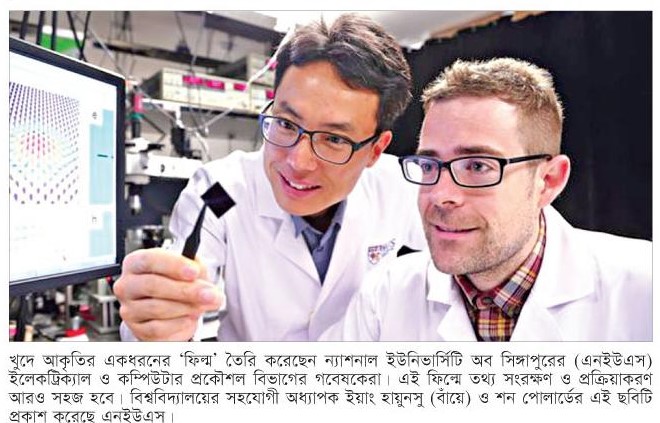 খুদে আকৃতির একধরনের ‘ফিল্ম’ তৈরি করেছেন ন্যাশনাল ইউনিভার্সিটি অব সিঙ্গাপুরের (এনইউএস)
ইলেকট্রিক্যাল ও কম্পিউটার প্রকৌশল বিভাগের গবেষকেরা। এই ফিল্মে তথ্য সংরক্ষণ ও প্রক্রিয়াকরণ
আরও সহজ হবে। বিশ্ববিদ্যালয়ের সহযোগী অধ্যাপক ইয়াং হায়ুনসু (বাঁয়ে) ও শন পোলার্ডের এই ছবিটি
প্রকাশ করেছে এনইউএস।